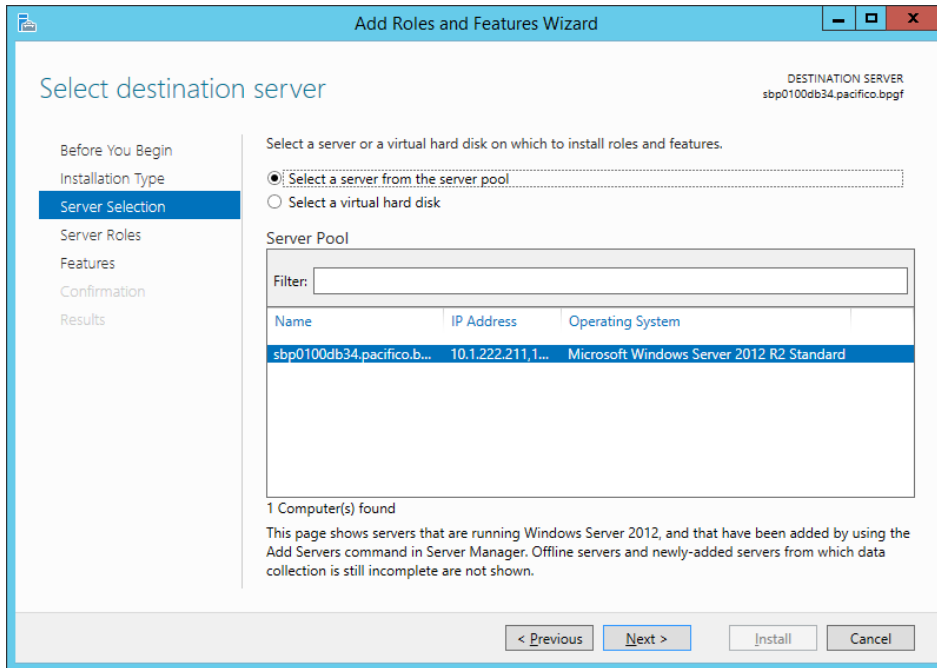 Add Roles and Features Wizard
Select destination server
DESTINATION SERVER
sbp0100db34.pacifico.bpgf
Before You Begin
Installation Type
Server Selection
Server Roles
Features
Confirmation
Results
Select a server or a virtual hard disk on which to install roles and features.
Select a server from the server pool
Select a virtual hard disk
Server Pool
Filter:
Name IP Address Operating System
sbp0100db34.pacifico.b... 10.1.222.211,1... Microsoft Windows Server 2012 R2 Standard
1 Computer(s) found
This page shows servers that are running Windows Server 2012, and that have been added by using the
Add Servers command in Server Manager. Offline servers and newly-added servers from which data
collection is still incomplete are not shown.
< Previous Next > Install Cancel